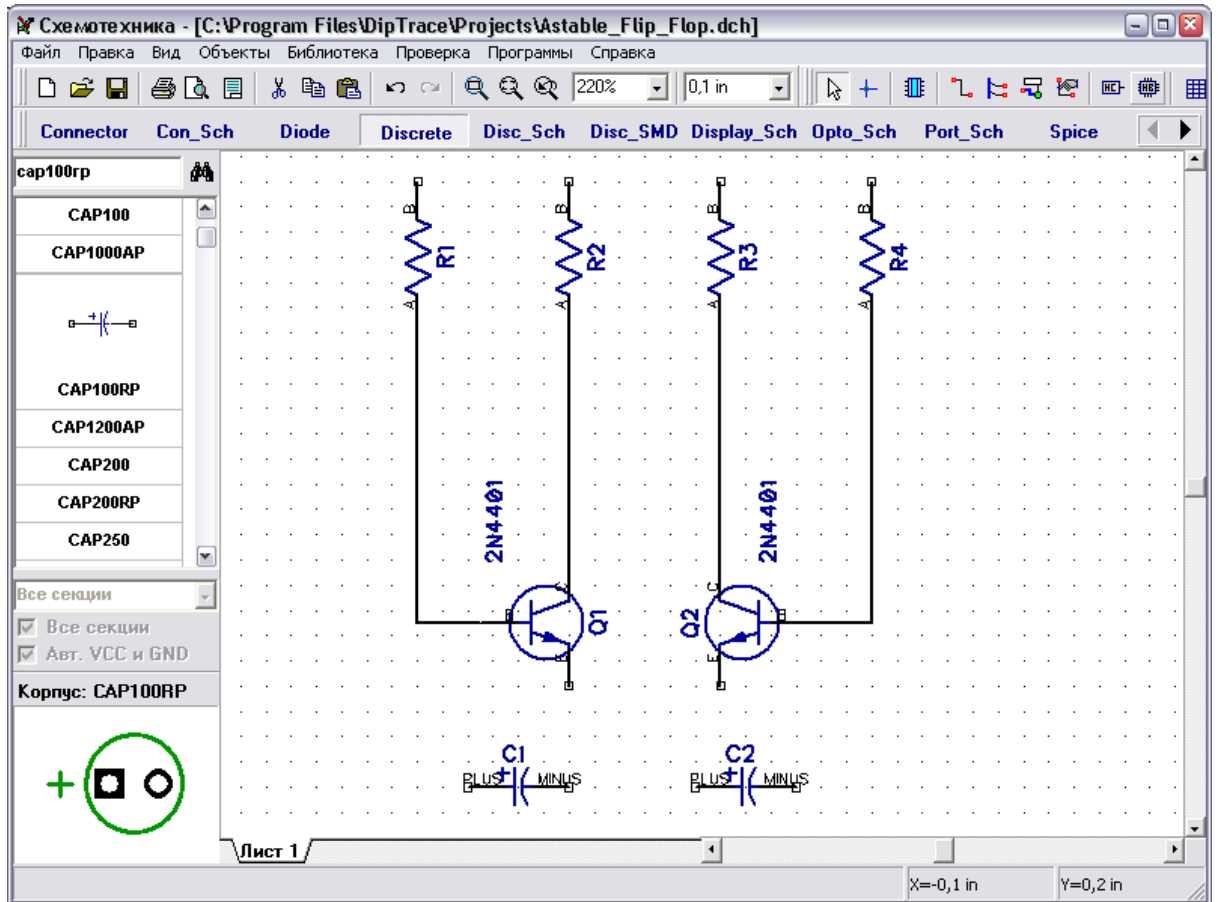 Схемотехника - [C:\Program Files\DipTrace\Projects\Astable_Flip_Flop.dch]
Файл Правка Вид Объекты Библиотека Проверка Программы Справка
220% 0,1 in
Connector Con_Sch Diode Discrete Disc_Sch Disc_SMD Display_Sch Opto_Sch Port_Sch Spice
cap100rp
CAP100
CAP1000AP
CAP100RP
CAP1200AP
CAP200
CAP200RP
CAP250
Все секции
Все секции
Авт. VCC и GND
Корпус: CAP100RP
B B B B
R1 R2 R3 R4
A A A A
2N4401 2N4401
C C
B Q1 Q2 B
E E
C1 C2
PLUS + MINUS PLUS + MINUS
Лист 1
X=-0,1 in Y=0,2 in